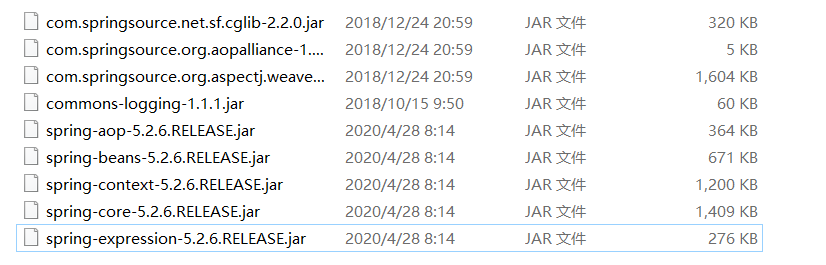 com.springsource.net.sf.cglib-2.2.0.jar 2018/12/24 20:59 JAR 文件 320 KB
com.springsource.org.aopalliance-1.... 2018/12/24 20:59 JAR 文件 5 KB
com.springsource.org.aspectj.weave... 2018/12/24 20:59 JAR 文件 1,604 KB
commons-logging-1.1.1.jar 2018/10/15 9:50 JAR 文件 60 KB
spring-aop-5.2.6.RELEASE.jar 2020/4/28 8:14 JAR 文件 364 KB
spring-beans-5.2.6.RELEASE.jar 2020/4/28 8:14 JAR 文件 671 KB
spring-context-5.2.6.RELEASE.jar 2020/4/28 8:14 JAR 文件 1,200 KB
spring-core-5.2.6.RELEASE.jar 2020/4/28 8:14 JAR 文件 1,409 KB
spring-expression-5.2.6.RELEASE.jar 2020/4/28 8:14 JAR 文件 276 KB